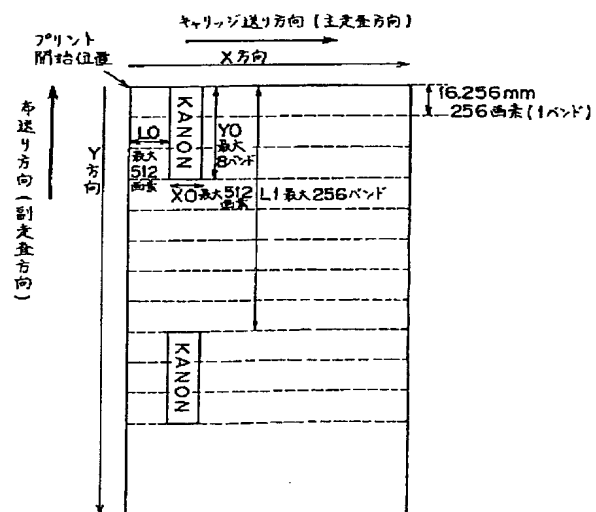 キャリッジ送り方向(主走査方向)
X方向
プリント
開始位置
布送り方向(副走査方向)
Y方向
L0
最大
512
画素
KANON
X0
最大512
画素
Y0
最大
8バンド
L1 最大256バンド
16.256mm
256画素(1バンド)
KANON